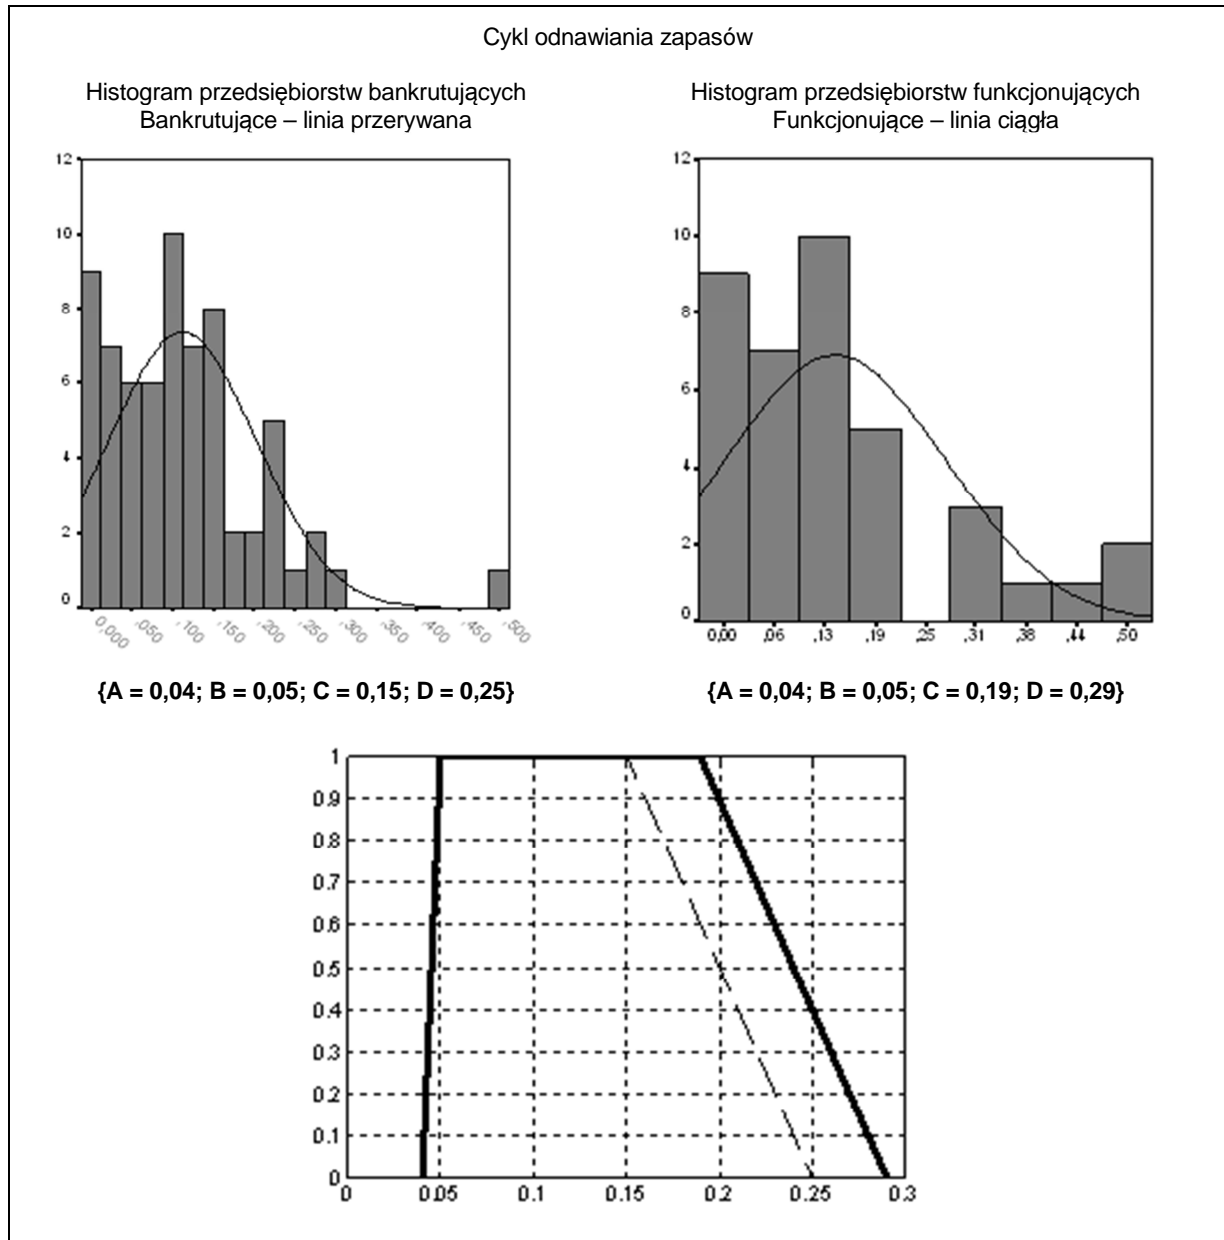 Cykl odnawiania zapasów
Histogram przedsiębiorstw bankrutujących
Bankrutujące – linia przerywana
Histogram przedsiębiorstw funkcjonujących
Funkcjonujące – linia ciągła
12
10
8
6
4
2
0
0,000 ,050 ,100 ,150 ,200 ,250 ,300 ,350 ,400 ,450 ,500
{A = 0,04; B = 0,05; C = 0,15; D = 0,25}
12
10
8
6
4
2
0
0,00 ,06 ,13 ,19 ,25 ,31 ,38 ,44 ,50
{A = 0,04; B = 0,05; C = 0,19; D = 0,29}
1
0.9
0.8
0.7
0.6
0.5
0.4
0.3
0.2
0.1
0
0 0.05 0.1 0.15 0.2 0.25 0.3